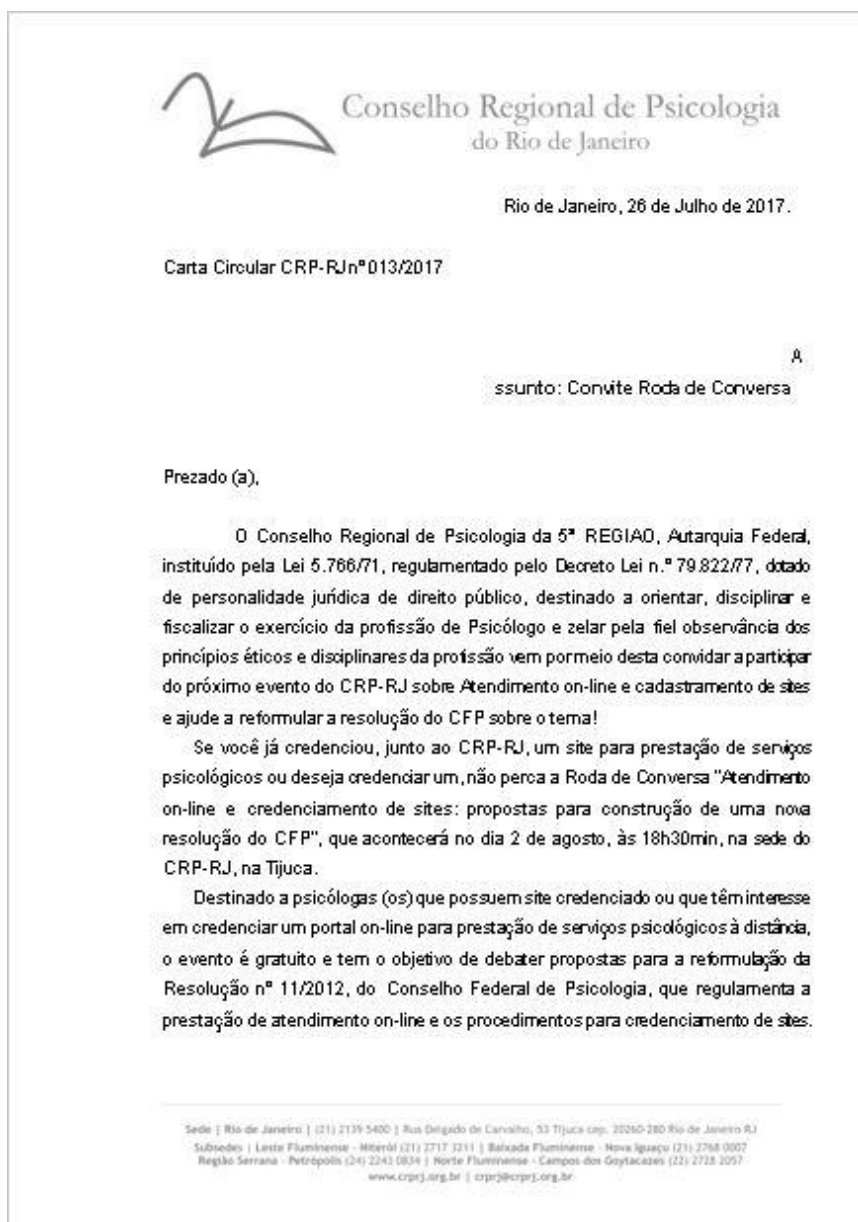 Conselho Regional de Psicologia
do Rio de Janeiro
Rio de Janeiro, 26 de Julho de 2017.
Carta Circular CRP-RJ nº 013/2017
A
ssunto: Convite Roda de Conversa
Prezado (a),
O Conselho Regional de Psicologia da 5ª REGIAO, Autarquia Federal,
instituído pela Lei 5.766/71, regulamentado pelo Decreto Lei n.º 79.822/77, dotado
de personalidade jurídica de direito público, destinado a orientar, disciplinar e
fiscalizar o exercício da profissão de Psicólogo e zelar pela fiel observância dos
princípios éticos e disciplinares da profissão vem por meio desta convidar a participar
do próximo evento do CRP-RJ sobre Atendimento on-line e cadastramento de sites
e ajude a reformular a resolução do CFP sobre o tema!
Se você já credenciou, junto ao CRP-RJ, um site para prestação de serviços
psicológicos ou deseja credenciar um, não perca a Roda de Conversa "Atendimento
on-line e credenciamento de sites: propostas para construção de uma nova
resolução do CFP", que acontecerá no dia 2 de agosto, às 18h30min, na sede do
CRP-RJ, na Tijuca.
Destinado a psicólogas (os) que possuem site credenciado ou que têm interesse
em credenciar um portal on-line para prestação de serviços psicológicos à distância,
o evento é gratuito e tem o objetivo de debater propostas para a reformulação da
Resolução nº 11/2012, do Conselho Federal de Psicologia, que regulamenta a
prestação de atendimento on-line e os procedimentos para credenciamento de sites.
Sede | Rio de Janeiro | (21) 2139 5400 | Rua Delgado de Carvalho, 53 Tijuca cep. 20260-280 Rio de Janeiro RJ
Subsedes | Leste Fluminense - Niterói (21) 2717 3211 | Baixada Fluminense - Nova Iguaçu (21) 2768 0007
Região Serrana - Petrópolis (24) 2243 0834 | Norte Fluminense - Campos dos Goytacazes (22) 2728 2057
www.crprj.org.br | crprj@crprj.org.br